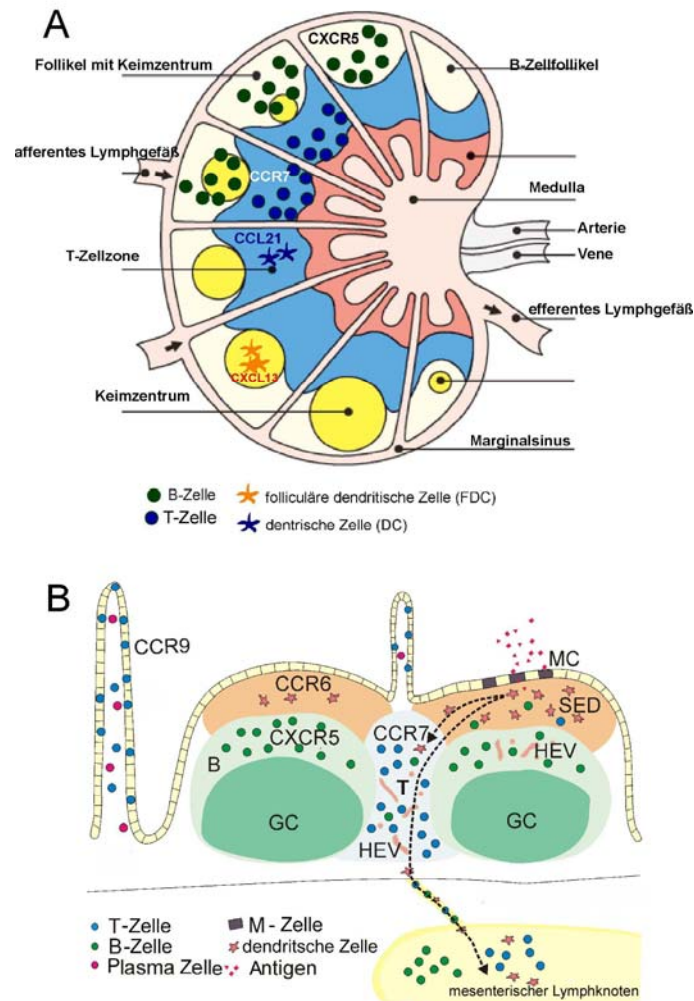 A
CXCR5
Follikel mit Keimzentrum
B-Zellfollikel
afferentes Lymphgefäß
CCR7
Medulla
CCL21
Arterie
T-Zellzone
Vene
efferentes Lymphgefäß
CXCL13
Keimzentrum
Marginalsinus
B-Zelle
folliculäre dendritische Zelle (FDC)
T-Zelle
dentrische Zelle (DC)
B
CCR9
MC
CCR6
SED
CXCR5
CCR7
HEV
B
T
GC
GC
HEV
T-Zelle
M - Zelle
B-Zelle
dendritsche Zelle
Plasma Zelle
Antigen
mesenterischer Lymphknoten